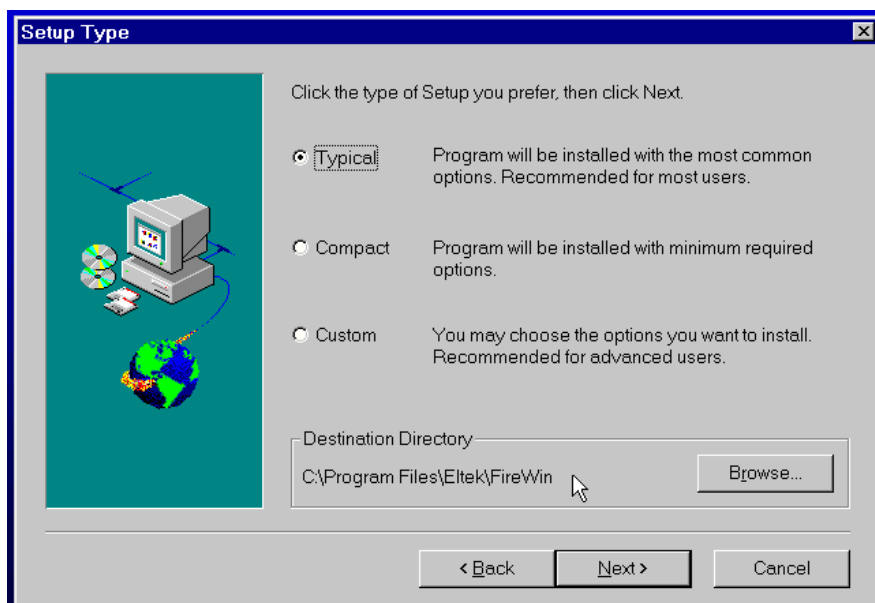 Setup Type
Click the type of Setup you prefer, then click Next.
Typical
Program will be installed with the most common
options. Recommended for most users.
Compact
Program will be installed with minimum required
options.
Custom
You may choose the options you want to install.
Recommended for advanced users.
Destination Directory
C:\Program Files\Eltek\FireWin
Browse...
< Back
Next >
Cancel